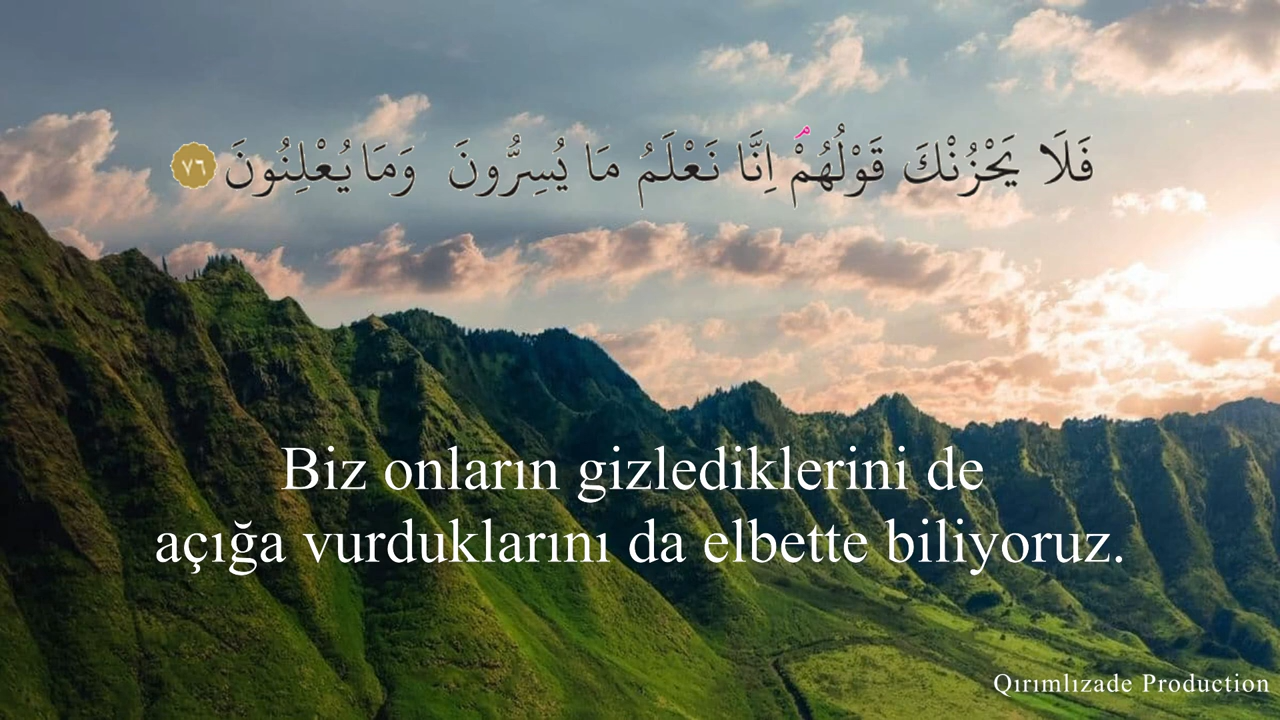 فَلَا يَحْزُنْكَ قَوْلُهُمْۢ اِنَّا نَعْلَمُ مَا يُسِرُّونَ وَمَا يُعْلِنُونَ ٧٦
Biz onların gizlediklerini de
açığa vurduklarını da elbette biliyoruz.
Qırımlızade Production